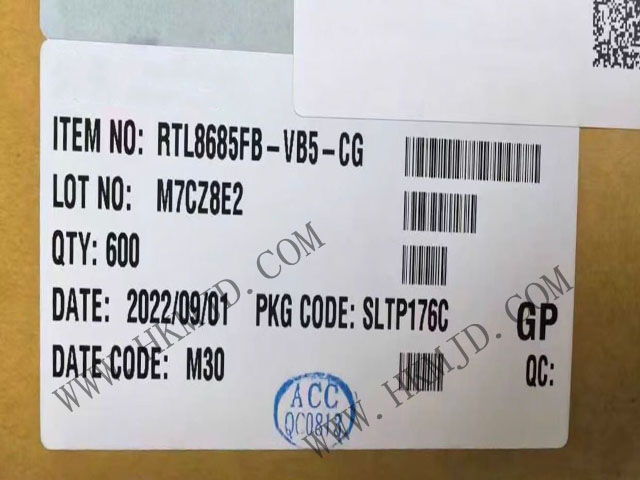 ITEM NO: RTL8685FB-VB5-CG
LOT NO: M7CZ8E2
QTY: 600
DATE: 2022/09/01 PKG CODE: SLTP176C
GP
DATE CODE: M30
QC:
ACC
WWW.HKMJD.COM
WWW.HKMJD.COM